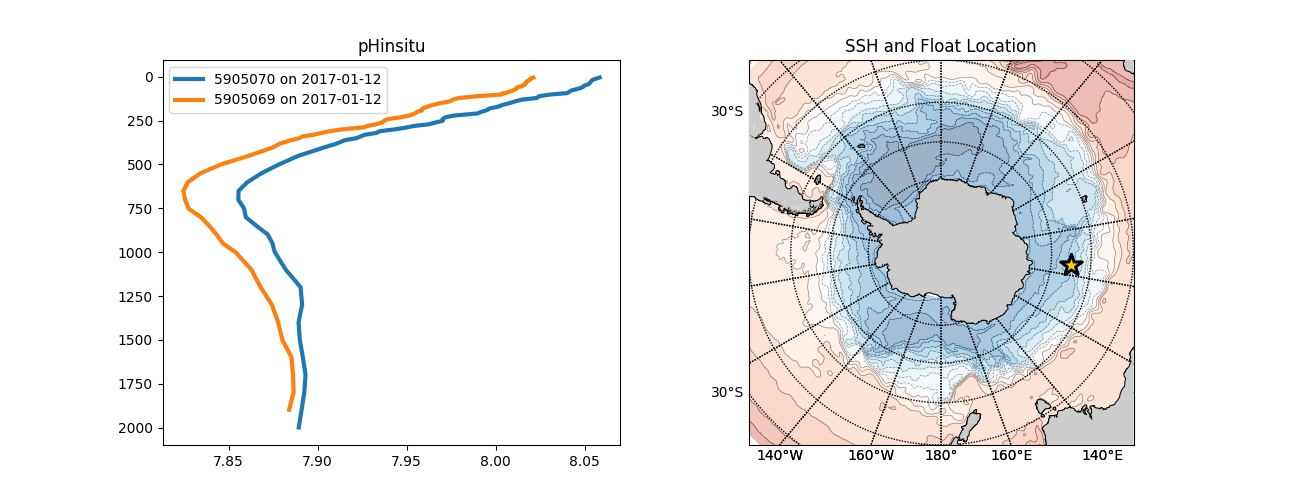 pHinsitu
5905070 on 2017-01-12
5905069 on 2017-01-12
0
250
500
750
1000
1250
1500
1750
2000
7.85
7.90
7.95
8.00
8.05
SSH and Float Location
30°S
30°S
140°W
160°W
180°
160°E
140°E